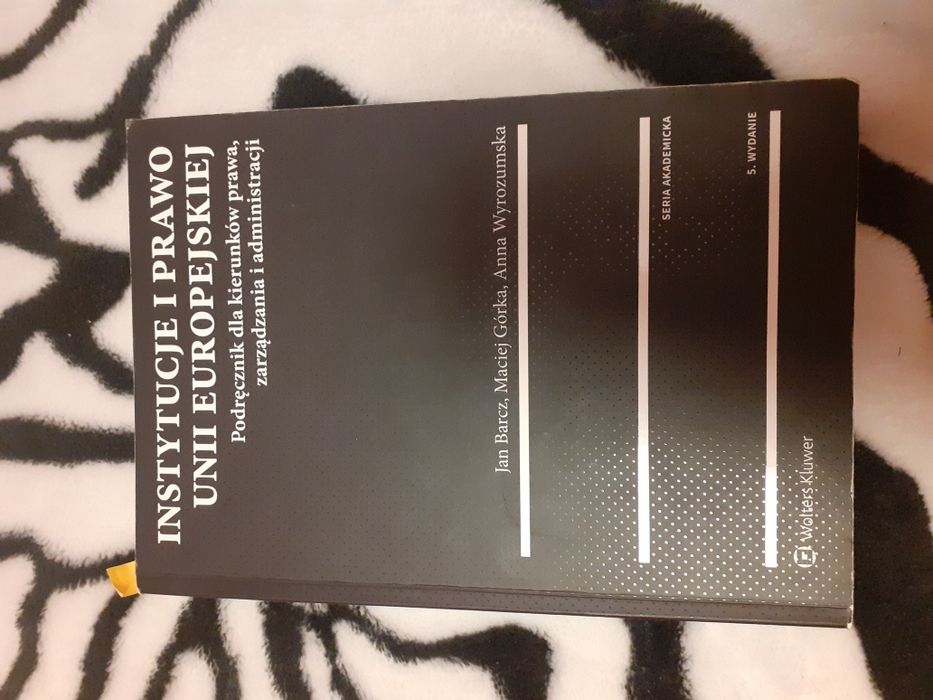 INSTYTUCJE I PRAWO
UNII EUROPEJSKIEJ
Podręcznik dla kierunków prawa,
zarządzania i administracji
Jan Barcz, Maciej Górka, Anna Wyrozumska
SERIA AKADEMICKA
5. WYDANIE
Wolters Kluwer